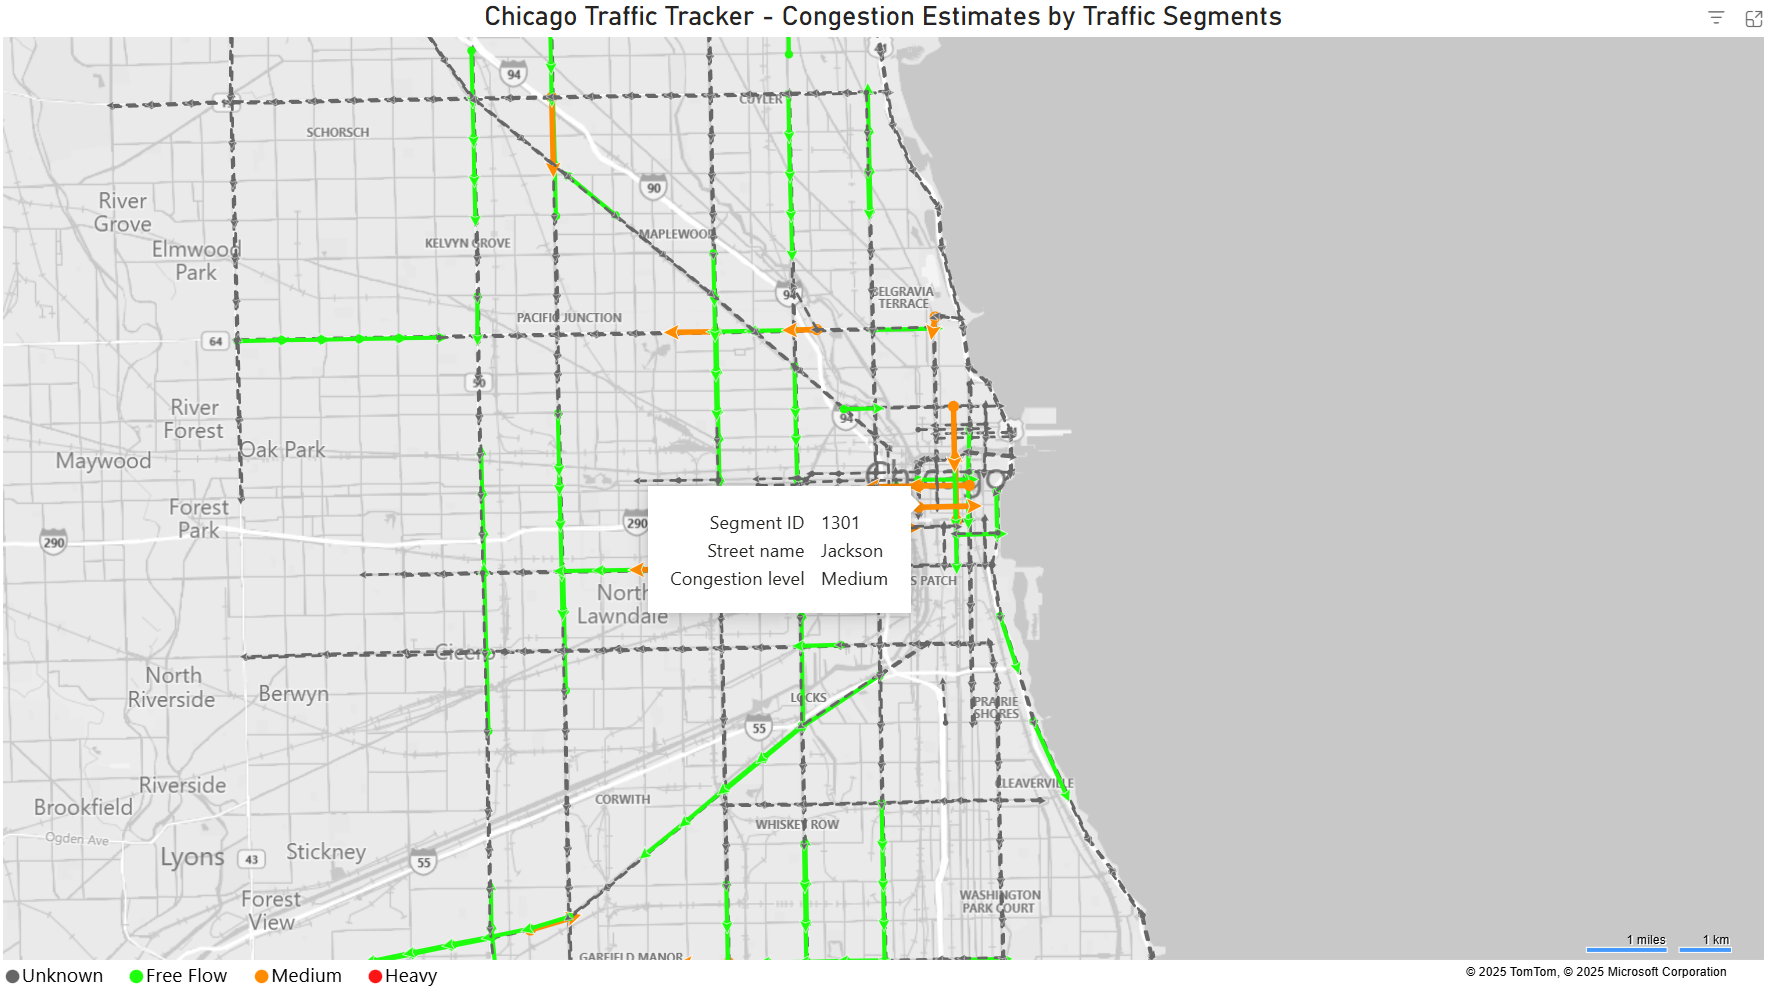 Chicago Traffic Tracker - Congestion Estimates by Traffic Segments
94
CUYLER
SCHORSCH
90
River
Grove
MAPLEWOOD
KELVYN GROVE
Elmwood
Park
94
BELGRAVIA
TERRACE
PACIFIC JUNCTION
64
50
River
Forest
94
Oak Park
Maywood
Chicago
Forest
Park
290
290
Segment ID 1301
Street name Jackson
Congestion level Medium
S PATCH
North
Lawndale
Cicero
North
Riverside
Berwyn
LOCKS
PRAIRIE
SHORES
55
Riverside
CLEAVERVILLE
Brookfield
CORWITH
WHISKEY ROW
Ogden Ave
Lyons
43
Stickney
55
Forest
View
WASHINGTON
PARK COURT
GARFIELD MANOR
1 miles
1 km
Unknown
Free Flow
Medium
Heavy
© 2025 TomTom, © 2025 Microsoft Corporation